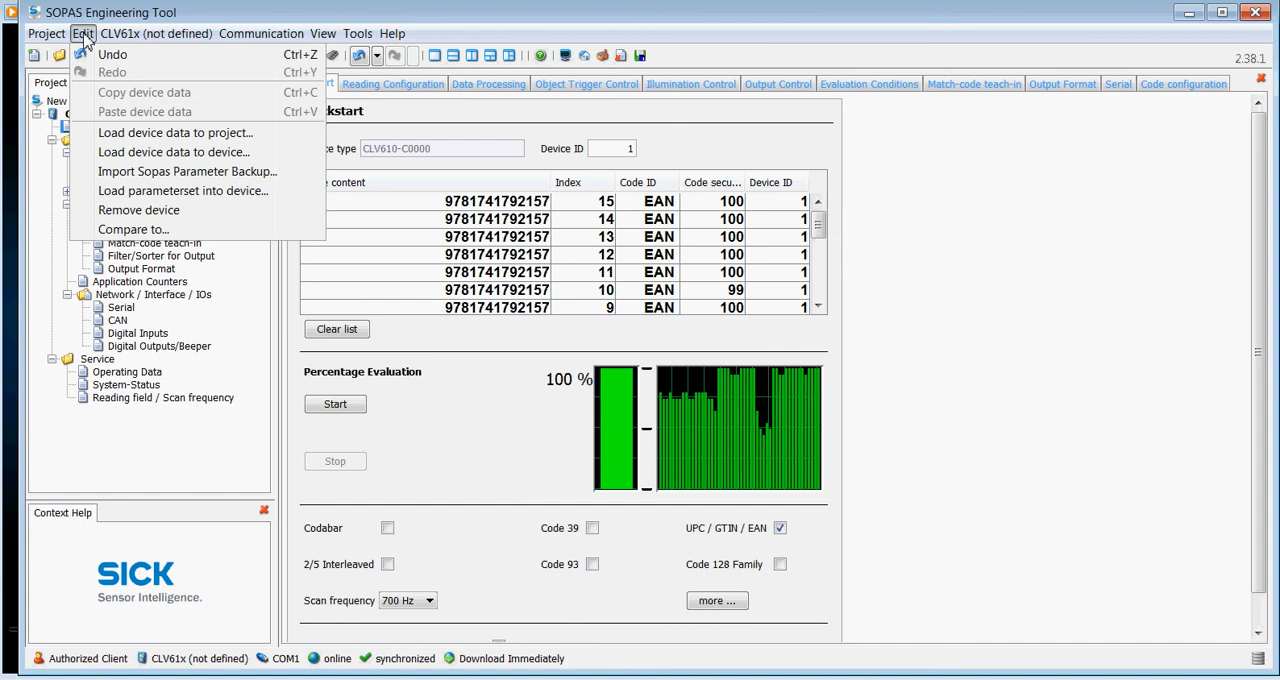 SOPAS Engineering Tool
Project Edit CLV61x (not defined) Communication View Tools Help
2.38.1
Undo Ctrl+Z
Redo Ctrl+Y
Copy device data Ctrl+C
Paste device data Ctrl+V
Load device data to project...
Load device data to device...
Import Sopas Parameter Backup...
Load parameterset into device...
Remove device
Compare to...
Project
New
Match-code teach-in
Filter/Sorter for Output
Output Format
Application Counters
Network / Interface / IOs
Serial
CAN
Digital Inputs
Digital Outputs/Beeper
Service
Operating Data
System-Status
Reading field / Scan frequency
Context Help
SICK
Sensor Intelligence.
Reading Configuration Data Processing Object Trigger Control Illumination Control Output Control Evaluation Conditions Match-code teach-in Output Format Serial Code configuration
kstart
type CLV610-C0000 Device ID 1
content Index Code ID Code secu... Device ID
9781741792157 15 EAN 100 1
9781741792157 14 EAN 100 1
9781741792157 13 EAN 100 1
9781741792157 12 EAN 100 1
9781741792157 11 EAN 100 1
9781741792157 10 EAN 99 1
9781741792157 9 EAN 100 1
Clear list
Percentage Evaluation 100 %
Start
Stop
Codabar Code 39 UPC / GTIN / EAN
2/5 Interleaved Code 93 Code 128 Family
Scan frequency 700 Hz more ...
Authorized Client CLV61x (not defined) COM1 online synchronized Download Immediately